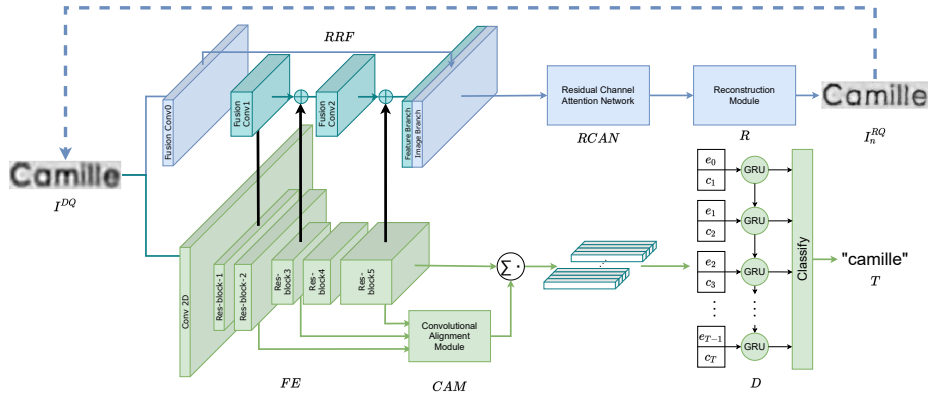 RRF
Fusion Conv0
Fusion Conv1
Fusion Conv2
Feature Branch
Image Branch
Residual Channel Attention Network
RCAN
Reconstruction Module
R
Camille
I_n^{RQ}
Camille
I^{DQ}
Conv 2D
Res-block-1
Res-block-2
Res-block3
Res-block4
Res-block5
FE
Σ·
Convolutional Alignment Module
CAM
e_0
c_1
GRU
e_1
c_2
GRU
e_2
c_3
GRU
e_{T-1}
c_T
GRU
D
Classify
"camille"
T